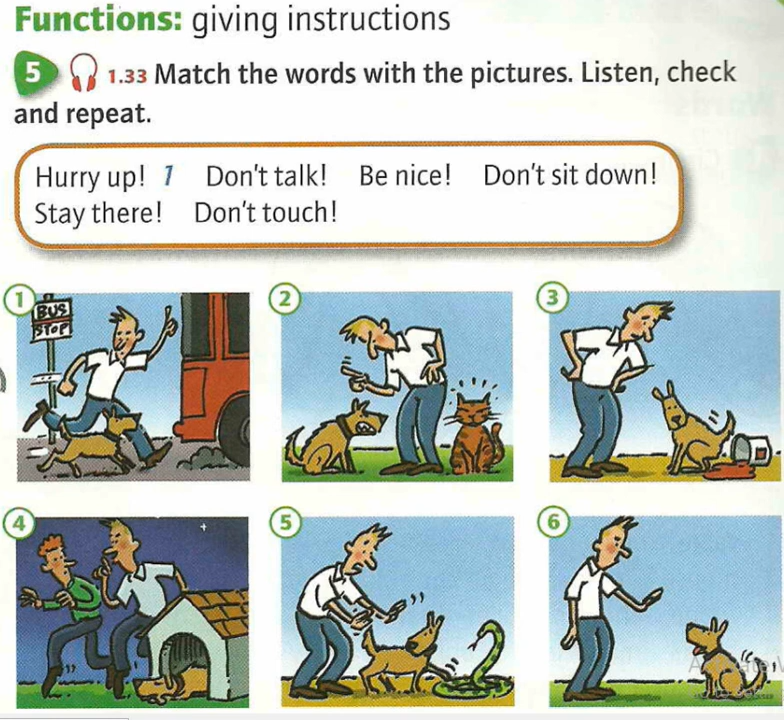 Functions: giving instructions
5 1.33 Match the words with the pictures. Listen, check
and repeat.
Hurry up! 1 Don't talk! Be nice! Don't sit down!
Stay there! Don't touch!
1 2 3
BUS
STOP
4 5 6